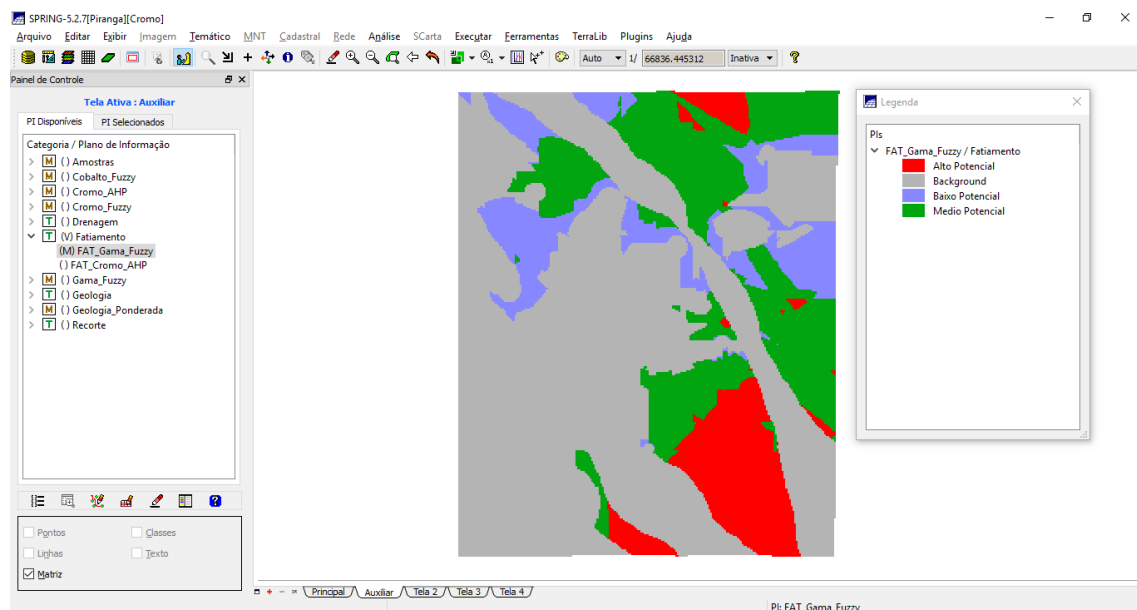 SPRING-5.2.7[Piranga][Cromo]
Arquivo Editar Exibir Imagem Temático MNT Cadastral Rede Análise SCarta Executar Ferramentas TerraLib Plugins Ajuda
Auto 1/ 66836.445312 Inativa ?
Painel de Controle
Tela Ativa : Auxiliar
PI Disponíveis PI Selecionados
Categoria / Plano de Informação
M ( ) Amostras
M ( ) Cobalto_Fuzzy
M ( ) Cromo_AHP
M ( ) Cromo_Fuzzy
T ( ) Drenagem
T (V) Fatiamento
(M) FAT_Gama_Fuzzy
( ) FAT_Cromo_AHP
M ( ) Gama_Fuzzy
T ( ) Geologia
M ( ) Geologia_Ponderada
T ( ) Recorte
Pontos Classes
Linhas Texto
Matriz
Legenda
PIs
FAT_Gama_Fuzzy / Fatiamento
Alto Potencial
Background
Baixo Potencial
Medio Potencial
Principal Auxiliar Tela 2 Tela 3 Tela 4
PI: FAT_Gama_Fuzzy